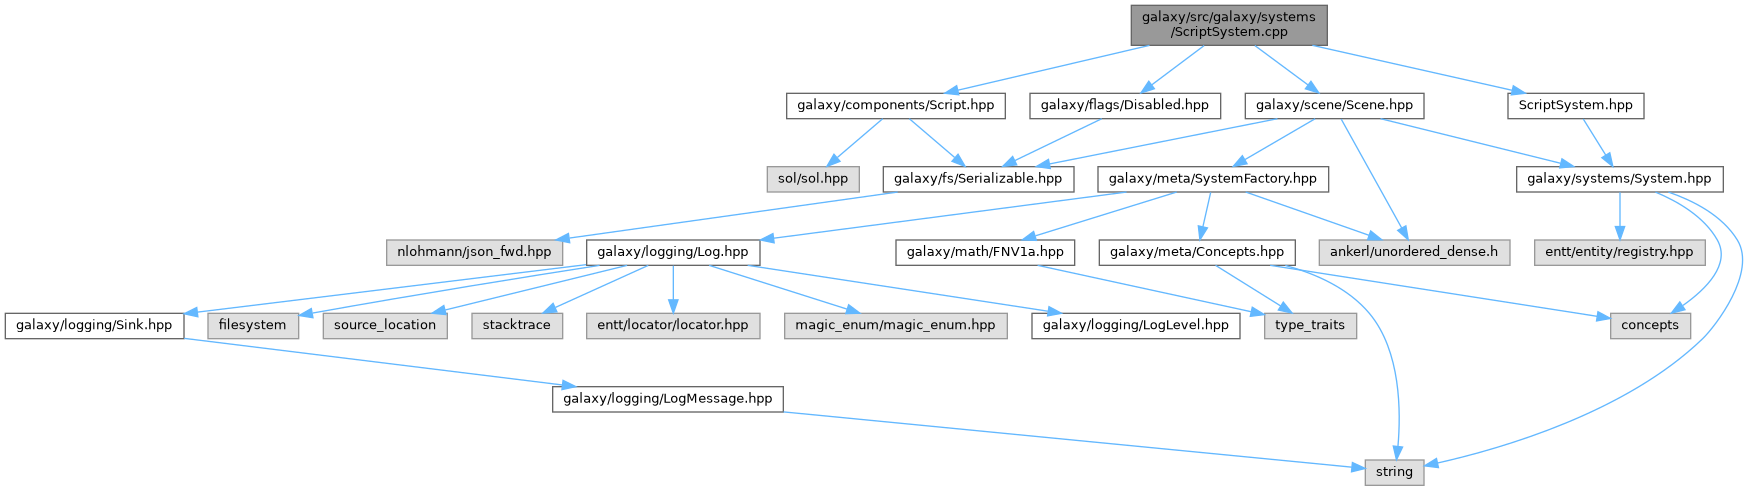 galaxy/src/galaxy/systems
/ScriptSystem.cpp
galaxy/components/Script.hpp
galaxy/flags/Disabled.hpp
galaxy/scene/Scene.hpp
ScriptSystem.hpp
sol/sol.hpp
galaxy/fs/Serializable.hpp
galaxy/meta/SystemFactory.hpp
galaxy/systems/System.hpp
nlohmann/json_fwd.hpp
galaxy/logging/Log.hpp
galaxy/math/FNV1a.hpp
galaxy/meta/Concepts.hpp
ankerl/unordered_dense.h
entt/entity/registry.hpp
galaxy/logging/Sink.hpp
filesystem
source_location
stacktrace
entt/locator/locator.hpp
magic_enum/magic_enum.hpp
galaxy/logging/LogLevel.hpp
type_traits
concepts
galaxy/logging/LogMessage.hpp
string